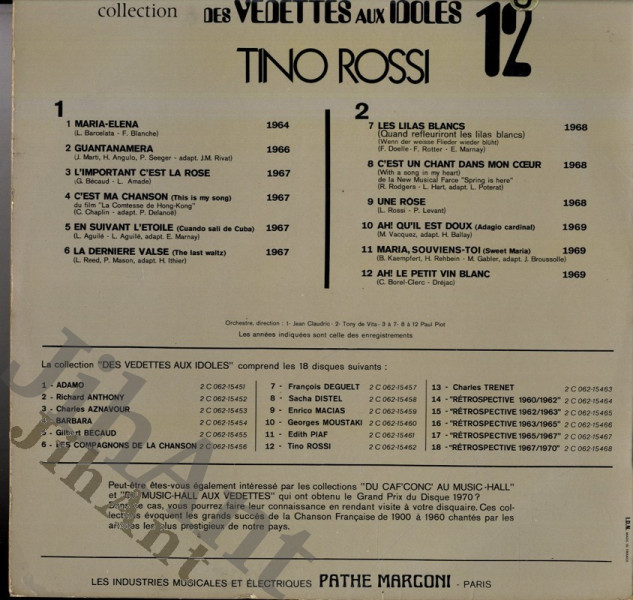 collection DES VEDETTES AUX IDOLES 12
TINO ROSSI
1
1 MARIA-ELENA 1964
(L. Barcelata - F. Blanche)
2 GUANTANAMERA 1966
(J. Marti, H. Angulo, P. Seeger - adapt. J.M. Rivat)
3 L'IMPORTANT C'EST LA ROSE 1967
(G. Bécaud - L. Amade)
4 C'EST MA CHANSON (This is my song) 1967
du film "La Comtesse de Hong-Kong"
(C. Chaplin - adapt. P. Delanoë)
5 EN SUIVANT L'ETOILE (Cuando sali de Cuba) 1967
(L. Aguilé - L. Aguilé, adapt. E. Marnay)
6 LA DERNIERE VALSE (The last waltz) 1967
(L. Reed, P. Mason, adapt. H. Ithier)
2
7 LES LILAS BLANCS 1968
(Quand refleuriront les lilas blancs)
(Wenn der weisse Flieder wieder blüht)
(F. Doelle - F. Rotter - E. Marnay)
8 C'EST UN CHANT DANS MON CŒUR 1968
(With a song in my heart)
de la New Musical Farce "Spring is here"
(R. Rodgers - L. Hart, adapt. L. Poterat)
9 UNE ROSE 1968
(L. Rossi - P. Levant)
10 AH! QU'IL EST DOUX (Adagio cardinal) 1969
(M. Vacquez, adapt. H. Ballay)
11 MARIA, SOUVIENS-TOI (Sweet Maria) 1969
(B. Kaempfert, H. Rehbein - M. Gabler, adapt. J. Broussolle)
12 AH! LE PETIT VIN BLANC 1969
(C. Borel-Clerc - Dréjac)
Orchestre, direction : 1- Jean Claudric - 2- Tony de Vita - 3 à 7- 8 à 12 Paul Piot
Les années indiquées sont celle des enregistrements
La collection "DES VEDETTES AUX IDOLES" comprend les 18 disques suivants :
1 - ADAMO 2 C 062-15451
2 - Richard ANTHONY 2 C 062-15452
3 - Charles AZNAVOUR 2 C 062-15453
4 - BARBARA 2 C 062-15454
5 - Gilbert BÉCAUD 2 C 062-15455
6 - LES COMPAGNONS DE LA CHANSON 2 C 062-15456
7 - François DEGUELT 2 C 062-15457
8 - Sacha DISTEL 2 C 062-15458
9 - Enrico MACIAS 2 C 062-15459
10 - Georges MOUSTAKI 2 C 062-15460
11 - Edith PIAF 2 C 062-15461
12 - Tino ROSSI 2 C 062-15462
13 - Charles TRENET 2 C 062-15463
14 - "RÉTROSPECTIVE 1960/1962" 2 C 062-15464
15 - "RÉTROSPECTIVE 1962/1963" 2 C 062-15465
16 - "RÉTROSPECTIVE 1963/1965" 2 C 062-15466
17 - "RÉTROSPECTIVE 1965/1967" 2 C 062-15467
18 - "RÉTROSPECTIVE 1967/1970" 2 C 062-15468
Peut-être êtes-vous également intéressé par les collections "DU CAF'CONC' AU MUSIC-HALL"
et "DU MUSIC-HALL AUX VEDETTES" qui ont obtenu le Grand Prix du Disque 1970 ?
Dans ce cas, vous pourrez faire leur connaissance en rendant visite à votre disquaire. Ces col-
lections évoquent les grands succès de la Chanson Française de 1900 à 1960 chantés par les
artistes les plus prestigieux de notre pays.
LES INDUSTRIES MUSICALES ET ÉLECTRIQUES PATHE MARCONI - PARIS
JihAnt
JihAnt